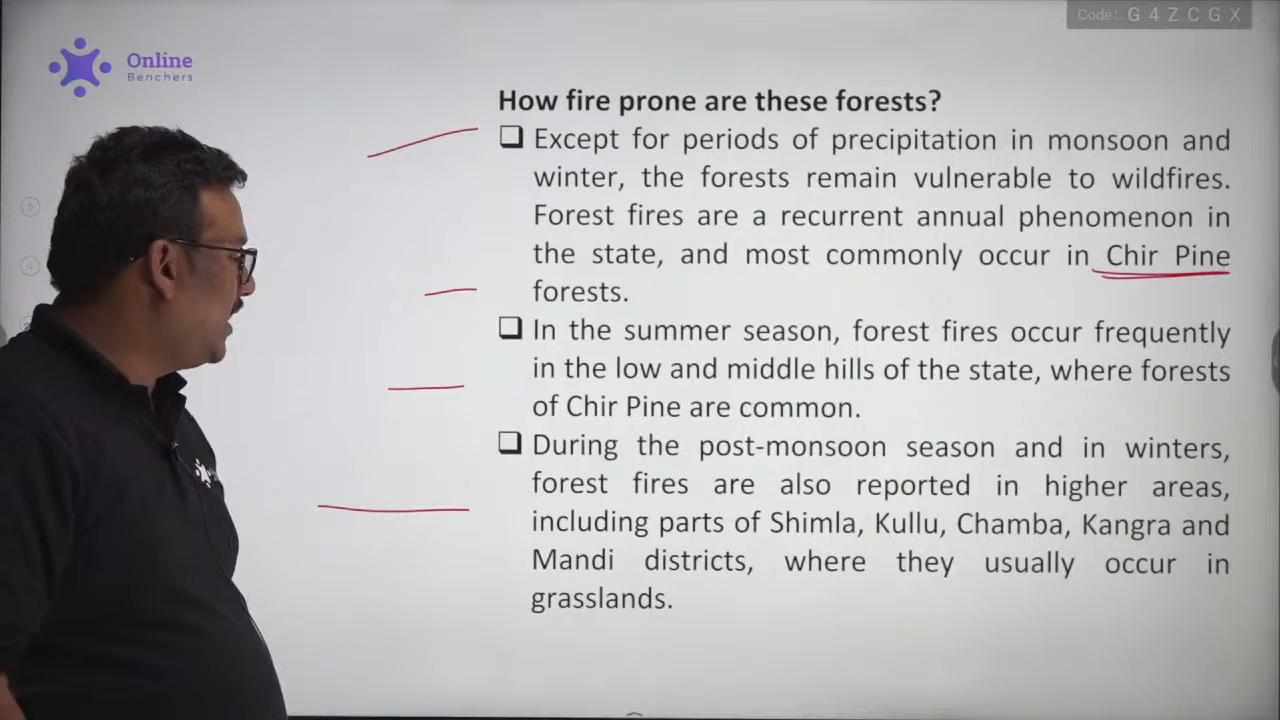 Code: G 4 Z C G X
Online
Benchers
How fire prone are these forests?
Except for periods of precipitation in monsoon and
winter, the forests remain vulnerable to wildfires.
Forest fires are a recurrent annual phenomenon in
the state, and most commonly occur in Chir Pine
forests.
In the summer season, forest fires occur frequently
in the low and middle hills of the state, where forests
of Chir Pine are common.
During the post-monsoon season and in winters,
forest fires are also reported in higher areas,
including parts of Shimla, Kullu, Chamba, Kangra and
Mandi districts, where they usually occur in
grasslands.